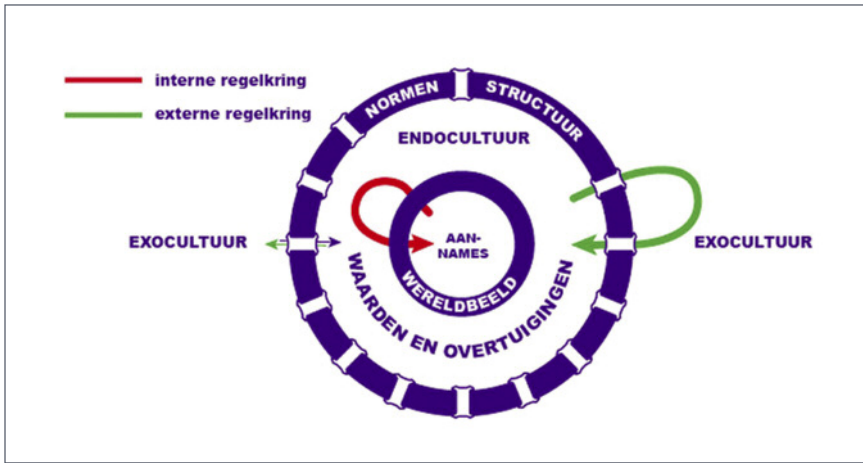 interne regelkring
externe regelkring
NORMEN
STRUCTUUR
ENDOCULTUUR
EXOCULTUUR
AAN-
NAMES
WERELDBEELD
EXOCULTUUR
WAARDEN EN OVERTUIGINGEN